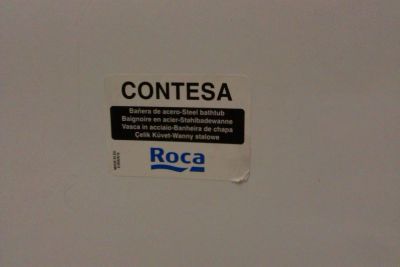 CONTESA
Bañera de acero-Steel bathtub
Baignoire en acier-Stahlbadewanne
Vasca in acciaio-Banheira de chapa
Çelik Küvet-Wanny stalowe
Roca